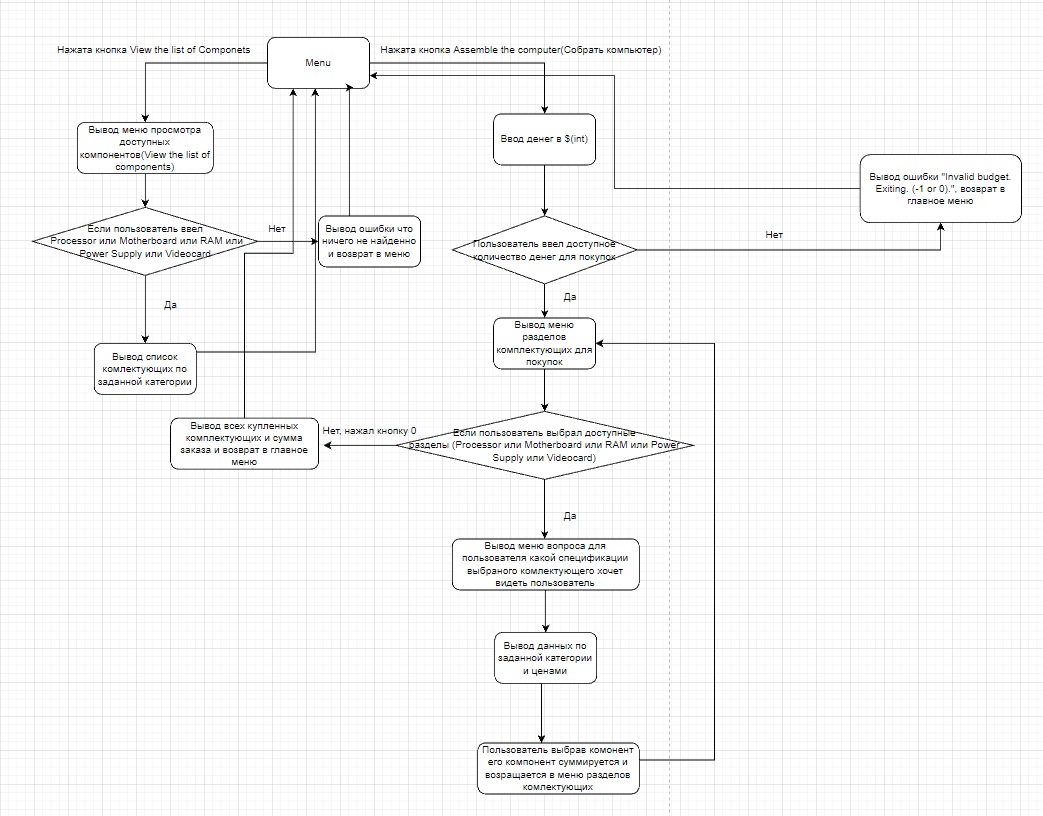 Нажата кнопка View the list of Componets
Menu
Нажата кнопка Assemble the computer(Собрать компьютер)
Вывод меню просмотра
доступных
компонентов(View the list of
components)
Ввод денег в $(int)
Вывод ошибки "Invalid budget.
Exiting. (-1 or 0).", возврат в
главное меню
Если пользователь ввел
Processor или Motherboard или RAM или
Power Supply или Videocard
Нет
Вывод ошибки что
ничего не найденно
и возврат в меню
Пользователь ввел доступное
количество денег для покупок
Нет
Да
Да
Вывод меню
разделов
комплектующих для
покупок
Вывод список
комлектующих по
заданной категории
Вывод всех купленных
комплектующих и сумма
заказа и возврат в главное
меню
Нет, нажал кнопку 0
Если пользователь выбрал доступные
разделы (Processor или Motherboard или RAM или Power
Supply или Videocard)
Да
Вывод меню вопроса для
пользователя какой спецификации
выбраного комлектующего хочет
видеть пользователь
Вывод данных по
заданной категории
и ценами
Пользователь выбрав комонент
его компонент суммируется и
возращается в меню разделов
комлектующих